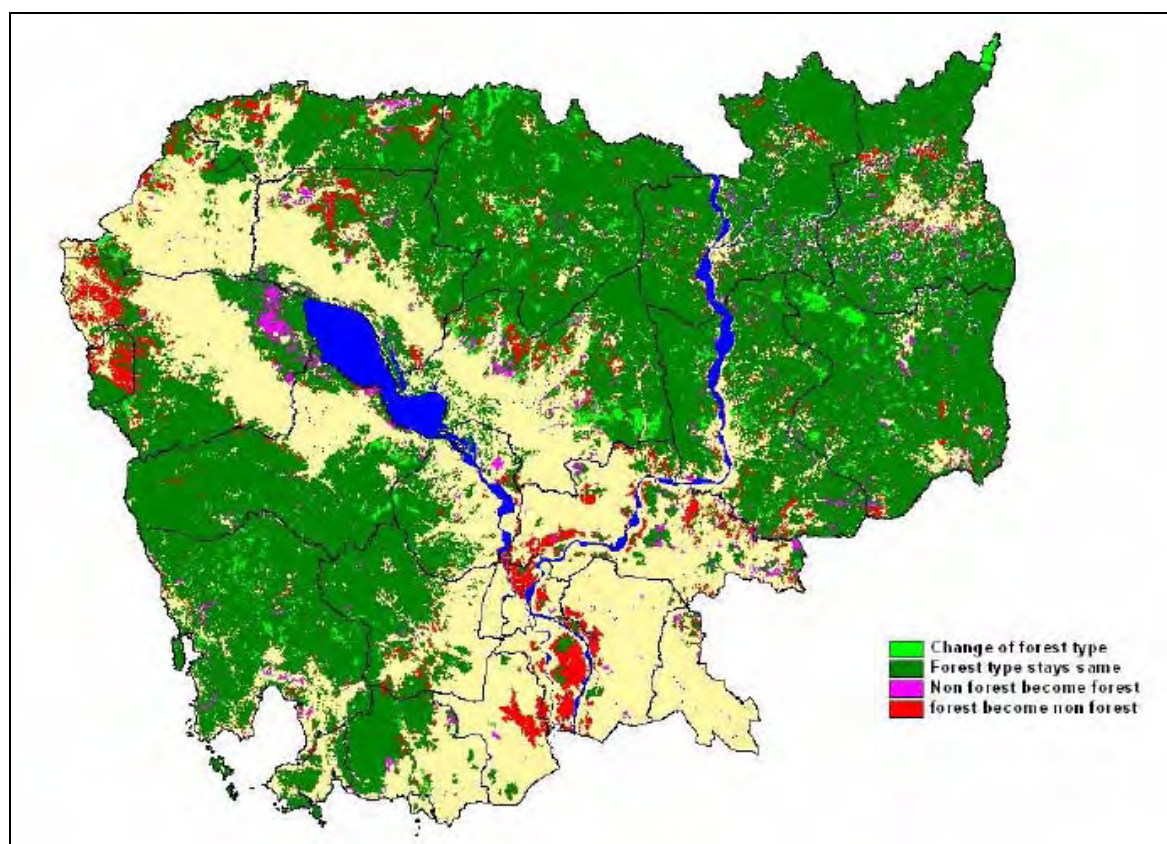 Change of forest type
Forest type stays same
Non forest become forest
forest become non forest